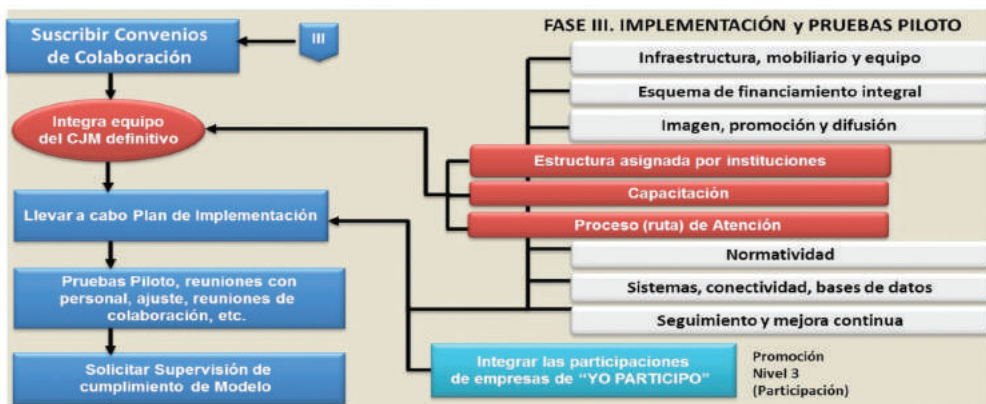 FASE III. IMPLEMENTACIÓN y PRUEBAS PILOTO
Suscribir Convenios
de Colaboración
III
Integra equipo
del CJM definitivo
Llevar a cabo Plan de Implementación
Pruebas Piloto, reuniones con
personal, ajuste, reuniones de
colaboración, etc.
Solicitar Supervisión de
cumplimiento de Modelo
Infraestructura, mobiliario y equipo
Esquema de financiamiento integral
Imagen, promoción y difusión
Estructura asignada por instituciones
Capacitación
Proceso (ruta) de Atención
Normatividad
Sistemas, conectividad, bases de datos
Seguimiento y mejora continua
Integrar las participaciones
de empresas de “YO PARTICIPO”
Promoción
Nivel 3
(Participación)